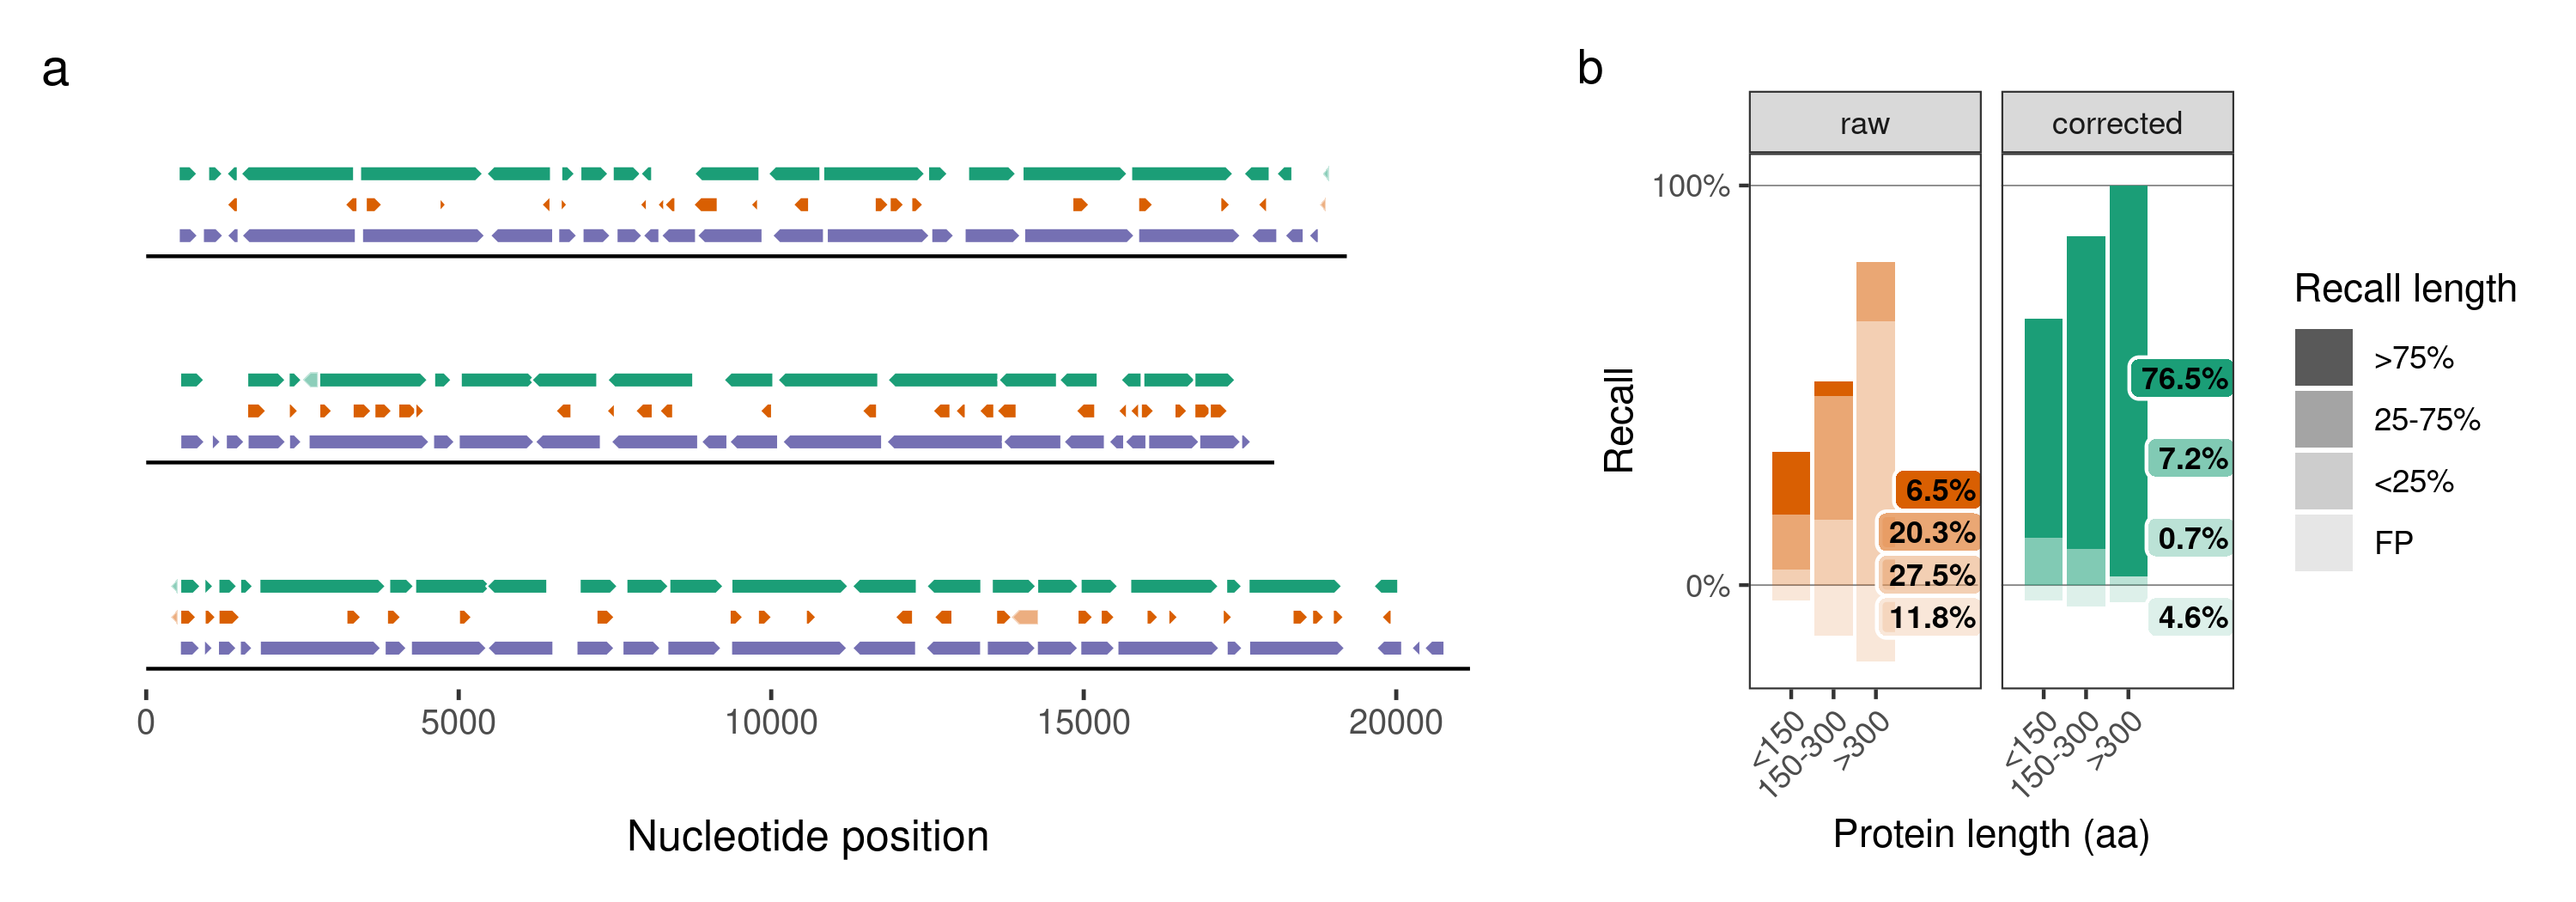 a
0 5000 10000 15000 20000
Nucleotide position
b
raw corrected
100%
0%
Recall
6.5%
20.3%
27.5%
11.8%
76.5%
7.2%
0.7%
4.6%
<150 150-300 >300 <150 150-300 >300
Protein length (aa)
Recall length
>75%
25-75%
<25%
FP